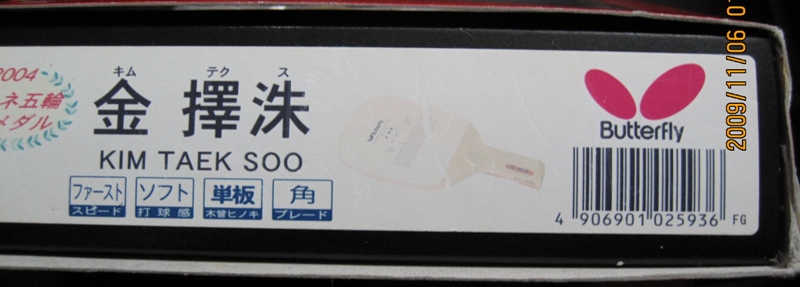 2004
ネ五輪
メダル
キム テク ス
金 擇洙
KIM TAEK SOO
ファースト
スピード
ソフト
打球感
単板
木曽ヒノキ
角
ブレード
Butterfly
4 906901 025936 FG
2009/11/06